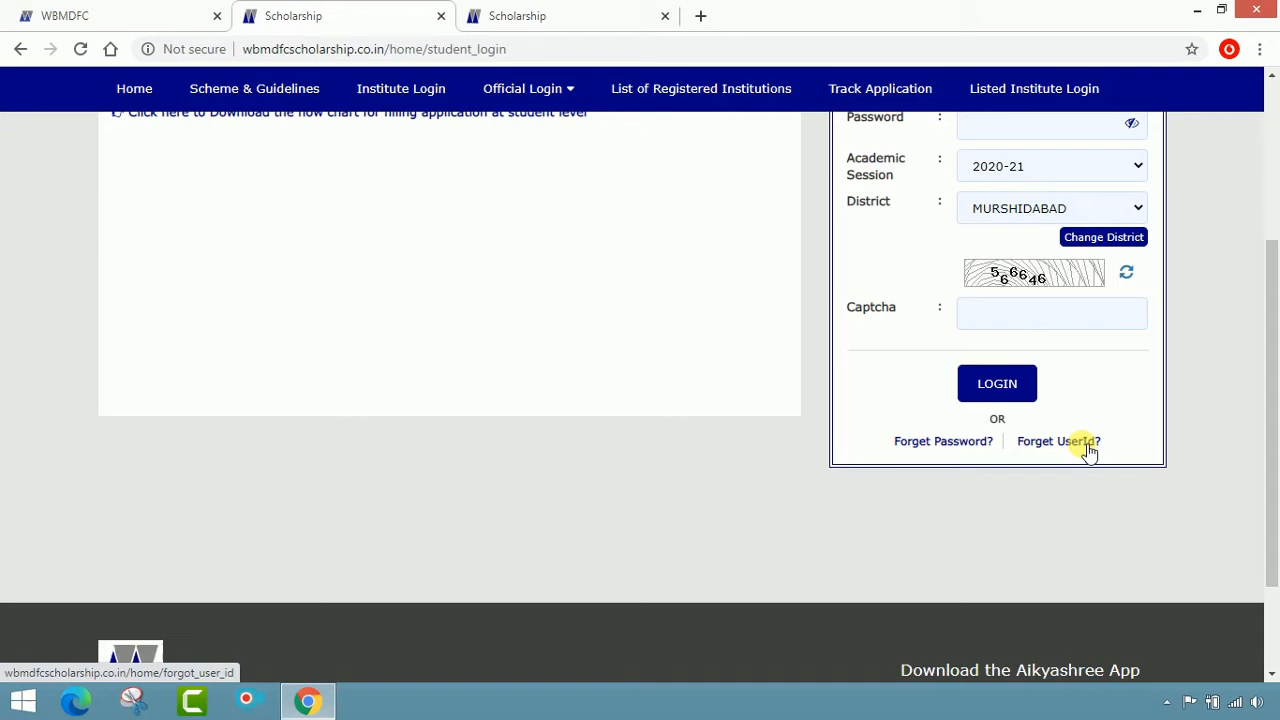 WBMDFC
Scholarship
Scholarship
Not secure
wbmdfcscholarship.co.in/home/student_login
Home Scheme & Guidelines Institute Login Official Login List of Registered Institutions Track Application Listed Institute Login
Click here to Download the flow chart for filling application at student level
Password :
Academic Session :
2020-21
District :
MURSHIDABAD
Change District
566646
Captcha :
LOGIN
OR
Forget Password? Forget UserId?
wbmdfcscholarship.co.in/home/forgot_user_id
Download the Aikyashree App